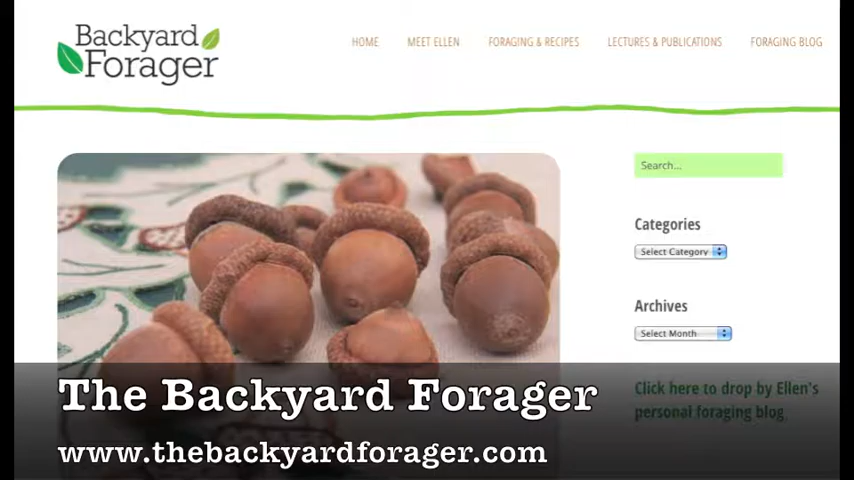 Backyard
Forager
HOME MEET ELLEN FORAGING & RECIPES LECTURES & PUBLICATIONS FORAGING BLOG
Search...
Categories
Select Category
Archives
Select Month
Click here to drop by Ellen's
personal foraging blog
The Backyard Forager
www.thebackyardforager.com